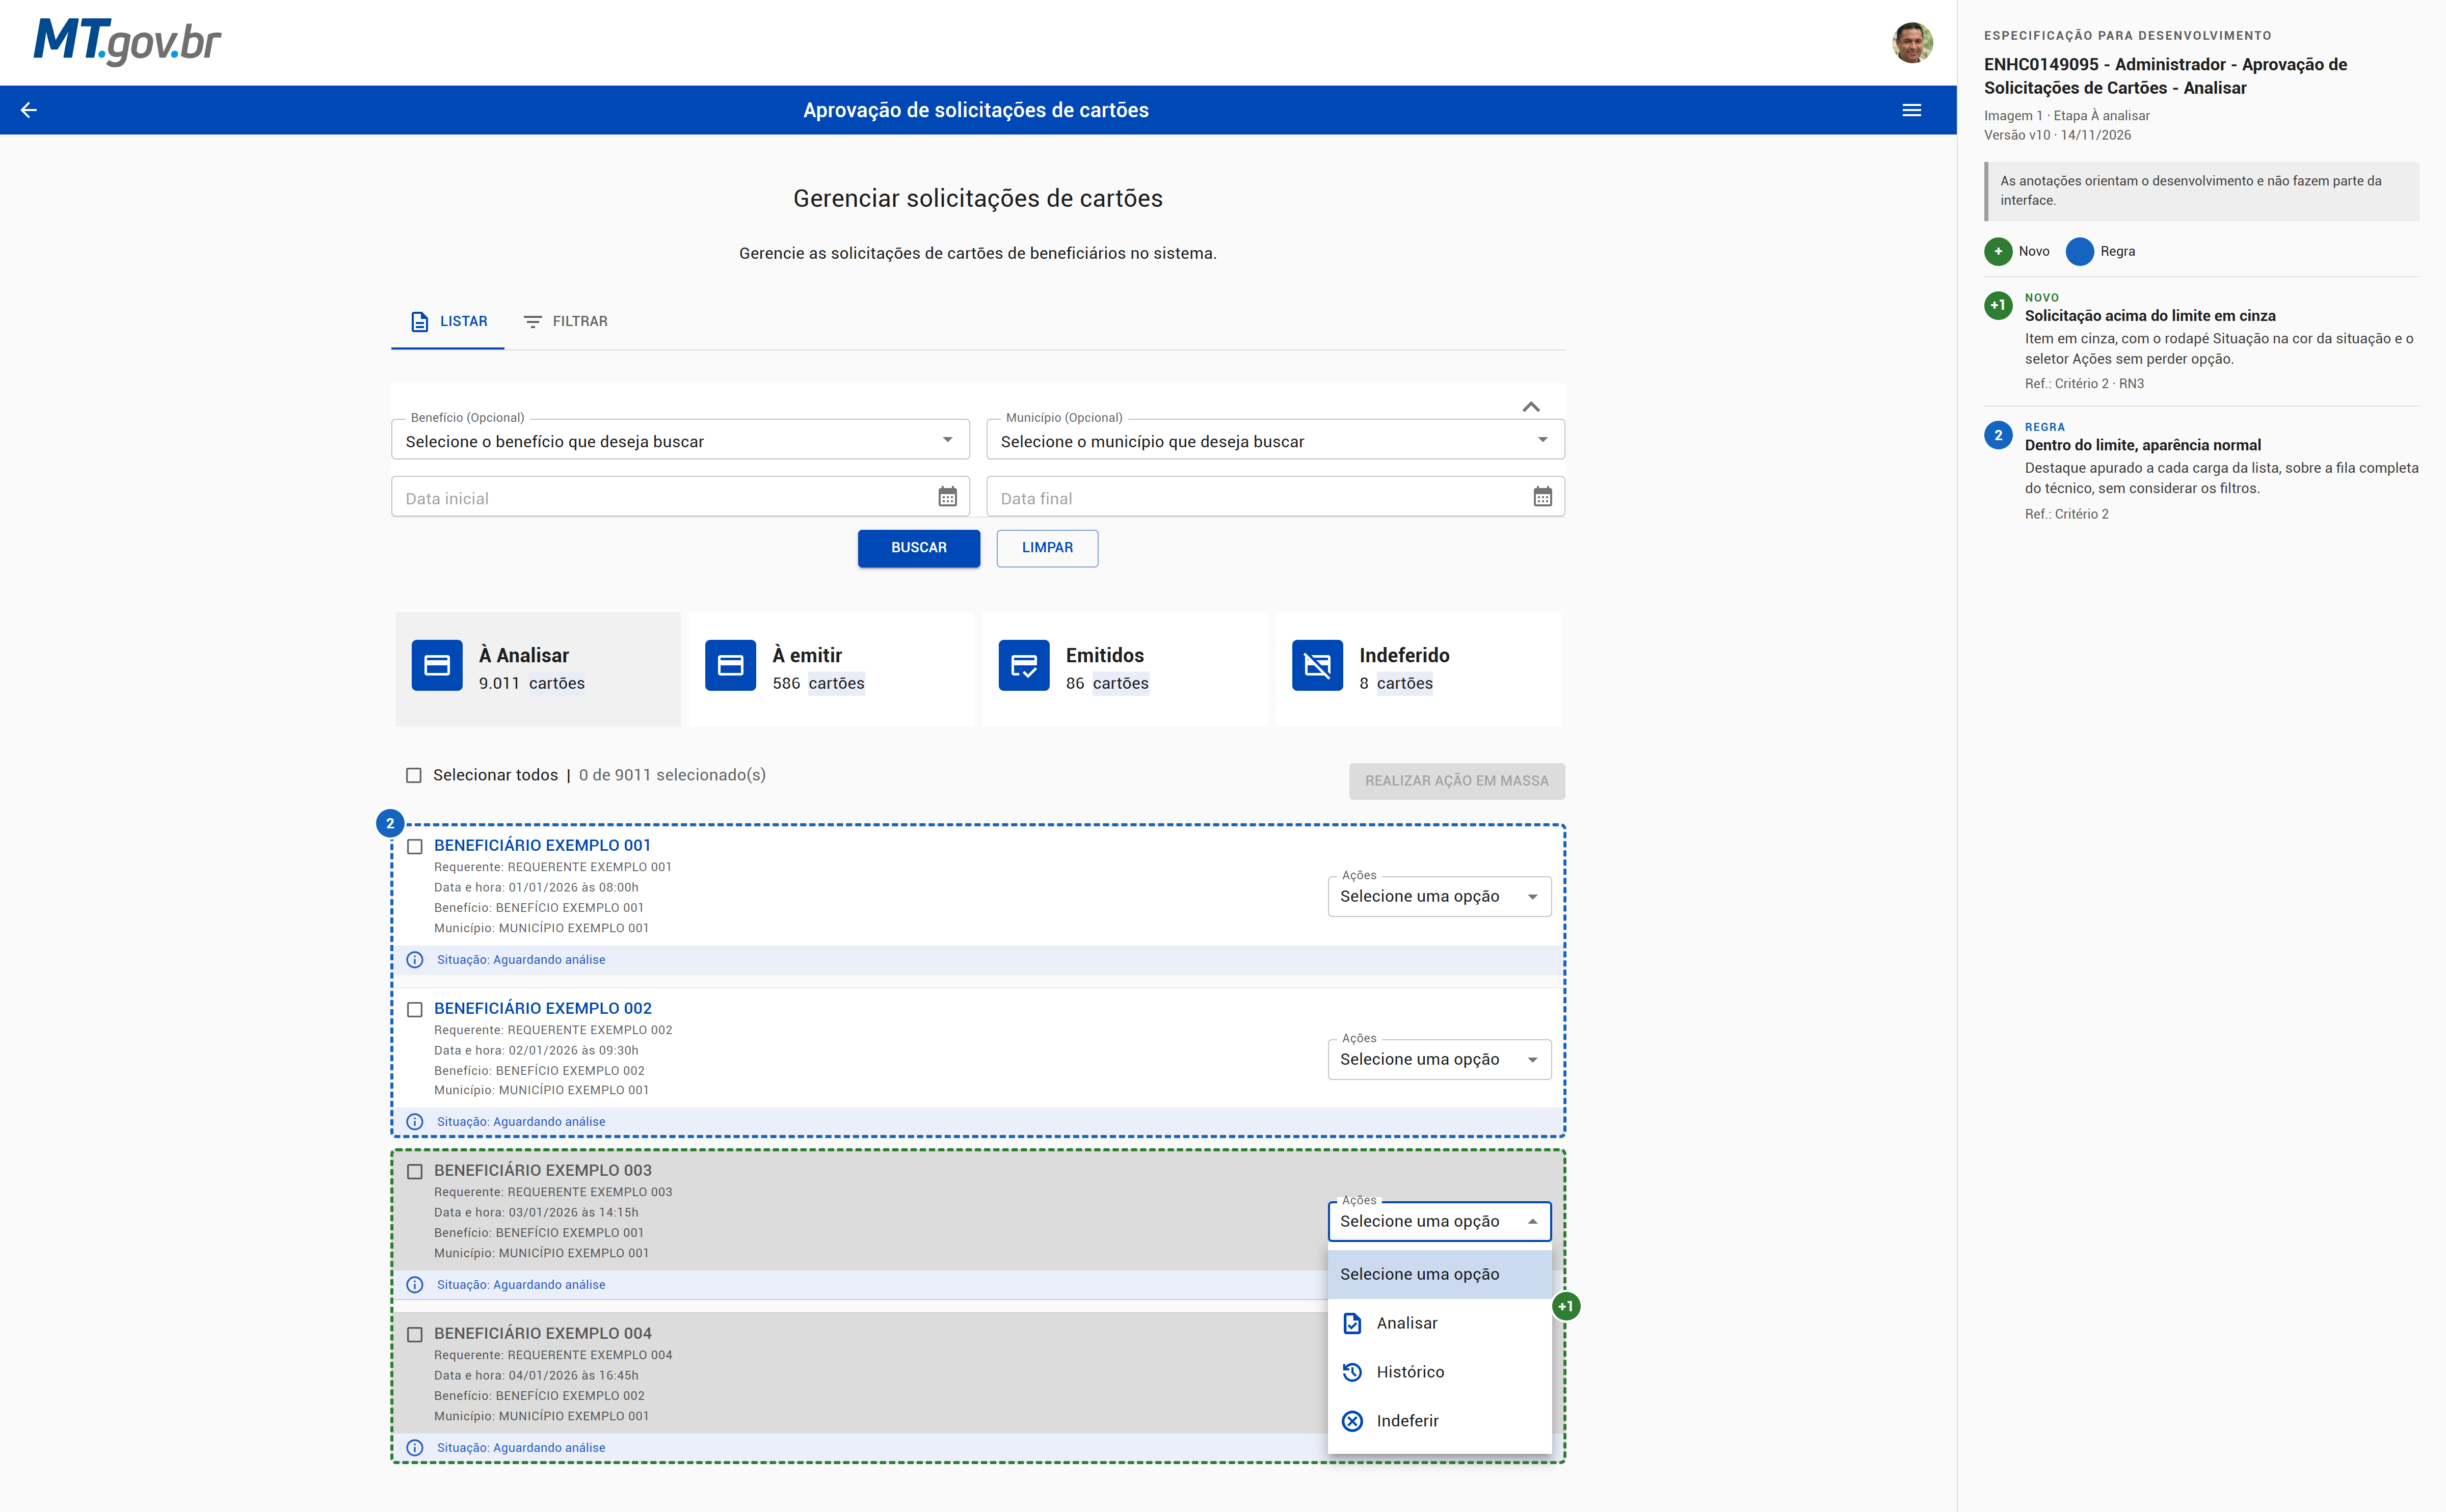 MT.gov.br
Aprovação de solicitações de cartões
Gerenciar solicitações de cartões
Gerencie as solicitações de cartões de beneficiários no sistema.
LISTAR
FILTRAR
Benefício (Opcional)
Selecione o benefício que deseja buscar
Município (Opcional)
Selecione o município que deseja buscar
Data inicial
Data final
BUSCAR
LIMPAR
À Analisar
9.011 cartões
À emitir
586 cartões
Emitidos
86 cartões
Indeferido
8 cartões
Selecionar todos | 0 de 9011 selecionado(s)
REALIZAR AÇÃO EM MASSA
2
BENEFICIÁRIO EXEMPLO 001
Requerente: REQUERENTE EXEMPLO 001
Data e hora: 01/01/2026 às 08:00h
Benefício: BENEFÍCIO EXEMPLO 001
Município: MUNICÍPIO EXEMPLO 001
Ações
Selecione uma opção
Situação: Aguardando análise
BENEFICIÁRIO EXEMPLO 002
Requerente: REQUERENTE EXEMPLO 002
Data e hora: 02/01/2026 às 09:30h
Benefício: BENEFÍCIO EXEMPLO 002
Município: MUNICÍPIO EXEMPLO 001
Ações
Selecione uma opção
Situação: Aguardando análise
BENEFICIÁRIO EXEMPLO 003
Requerente: REQUERENTE EXEMPLO 003
Data e hora: 03/01/2026 às 14:15h
Benefício: BENEFÍCIO EXEMPLO 001
Município: MUNICÍPIO EXEMPLO 001
Ações
Selecione uma opção
Situação: Aguardando análise
Selecione uma opção
Analisar
Histórico
Indeferir
+1
BENEFICIÁRIO EXEMPLO 004
Requerente: REQUERENTE EXEMPLO 004
Data e hora: 04/01/2026 às 16:45h
Benefício: BENEFÍCIO EXEMPLO 002
Município: MUNICÍPIO EXEMPLO 001
Situação: Aguardando análise
ESPECIFICAÇÃO PARA DESENVOLVIMENTO
ENHC0149095 - Administrador - Aprovação de
Solicitações de Cartões - Analisar
Imagem 1 · Etapa À analisar
Versão v10 · 14/11/2026
As anotações orientam o desenvolvimento e não fazem parte da
interface.
+ Novo
Regra
+1
NOVO
Solicitação acima do limite em cinza
Item em cinza, com o rodapé Situação na cor da situação e o
seletor Ações sem perder opção.
Ref.: Critério 2 · RN3
2
REGRA
Dentro do limite, aparência normal
Destaque apurado a cada carga da lista, sobre a fila completa
do técnico, sem considerar os filtros.
Ref.: Critério 2